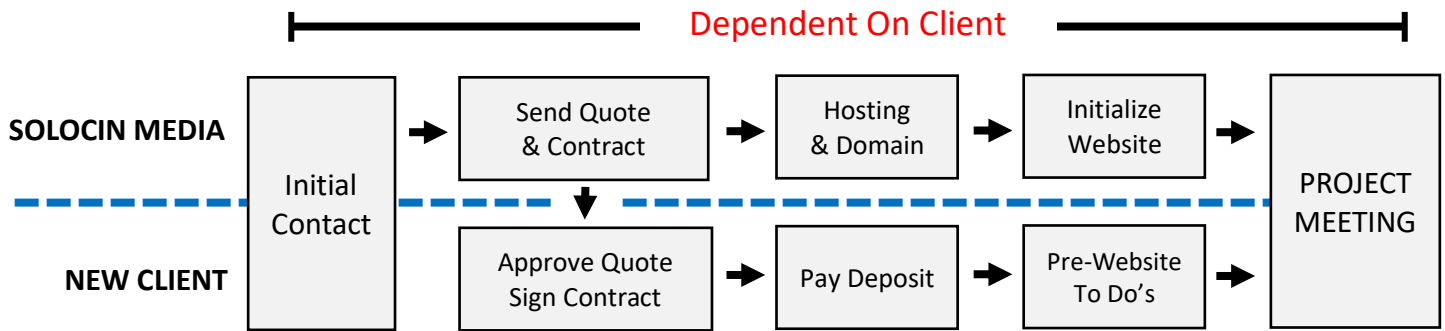 Dependent On Client
SOLOCIN MEDIA
Initial
Contact
Send Quote
& Contract
Hosting
& Domain
Initialize
Website
PROJECT
MEETING
NEW CLIENT
Approve Quote
Sign Contract
Pay Deposit
Pre-Website
To Do’s